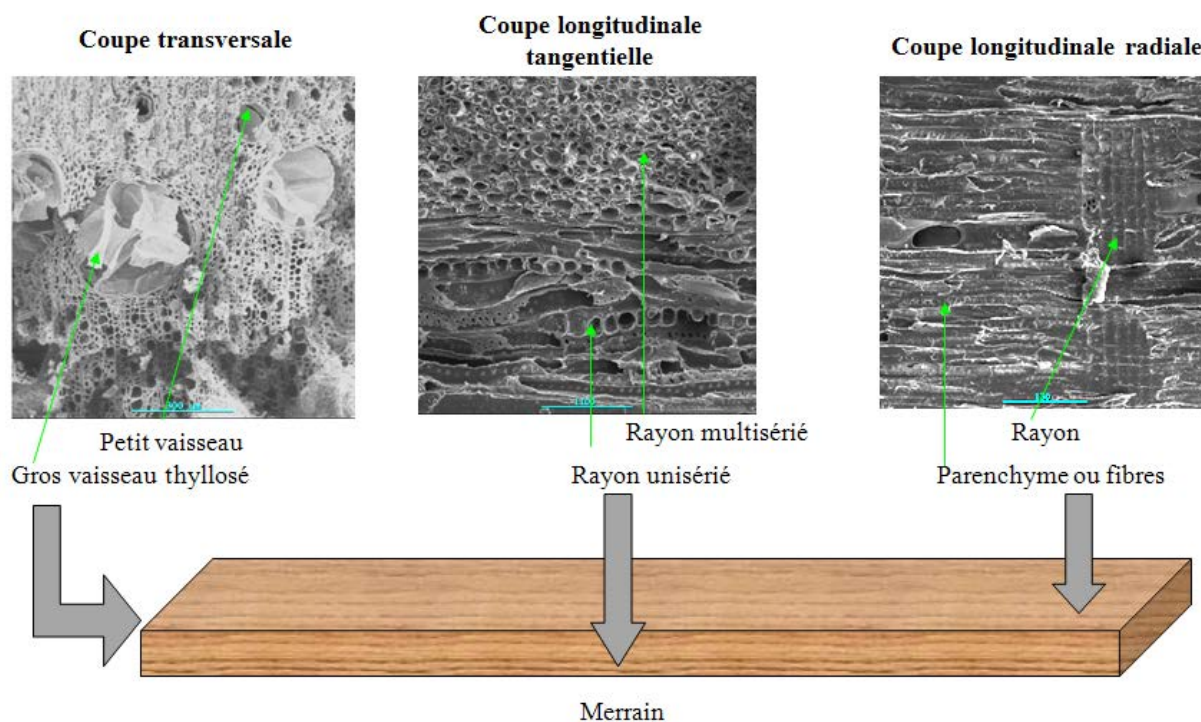 Coupe transversale
Coupe longitudinale
tangentielle
Coupe longitudinale radiale
Petit vaisseau
Gros vaisseau thyllosé
Rayon multisérié
Rayon unisérié
Rayon
Parenchyme ou fibres
Merrain